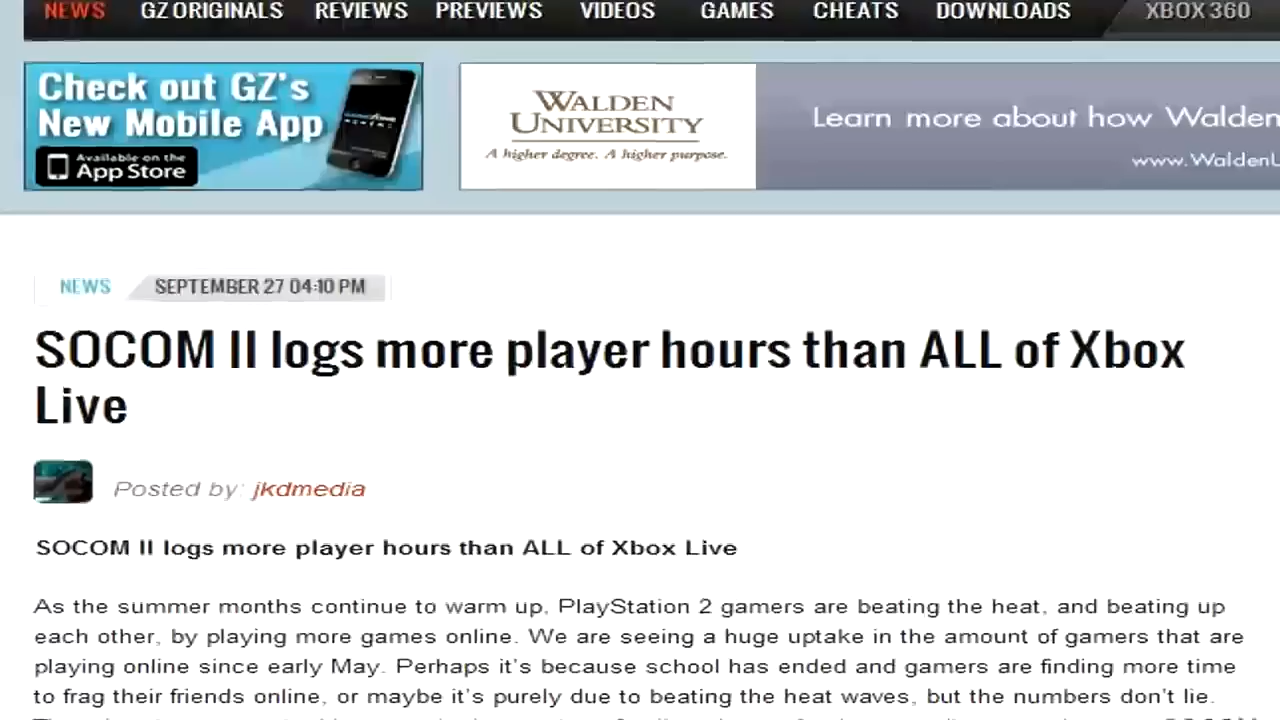 NEWS GZ ORIGINALS REVIEWS PREVIEWS VIDEOS GAMES CHEATS DOWNLOADS XBOX 360
Check out GZ's
New Mobile App
Available on the
App Store
WALDEN
UNIVERSITY
A higher degree. A higher purpose.
Learn more about how Walden
www.WaldenU
NEWS SEPTEMBER 27 04:10 PM
SOCOM II logs more player hours than ALL of Xbox
Live
Posted by: jkdmedia
SOCOM II logs more player hours than ALL of Xbox Live
As the summer months continue to warm up, PlayStation 2 gamers are beating the heat, and beating up
each other, by playing more games online. We are seeing a huge uptake in the amount of gamers that are
playing online since early May. Perhaps it's because school has ended and gamers are finding more time
to frag their friends online, or maybe it's purely due to beating the heat waves, but the numbers don't lie.